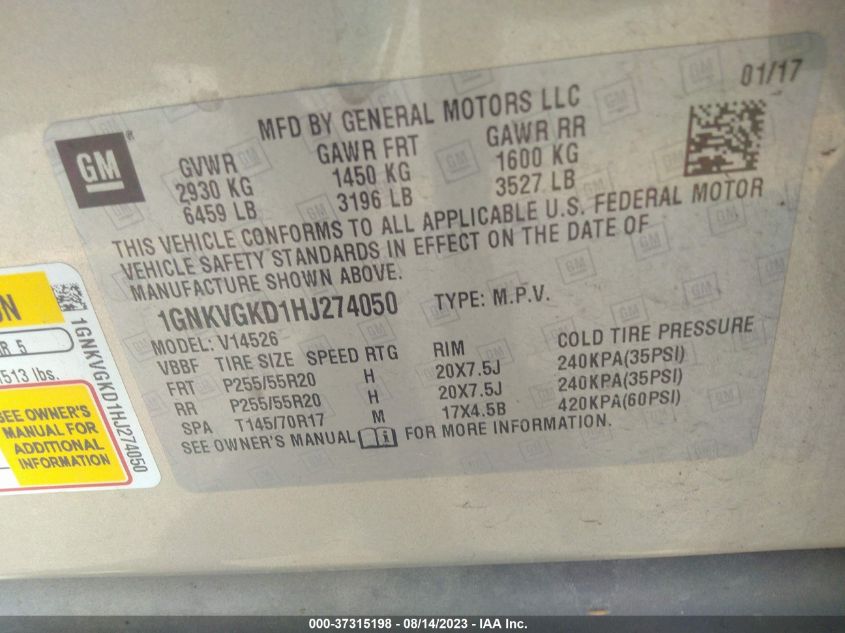 01/17
MFD BY GENERAL MOTORS LLC
GM
GVWR GAWR FRT GAWR RR
2930 KG 1450 KG 1600 KG
6459 LB 3196 LB 3527 LB
THIS VEHICLE CONFORMS TO ALL APPLICABLE U.S. FEDERAL MOTOR
VEHICLE SAFETY STANDARDS IN EFFECT ON THE DATE OF
MANUFACTURE SHOWN ABOVE.
1GNKVGKD1HJ274050 TYPE: M.P.V.
MODEL: V14526
VBBF TIRE SIZE SPEED RTG RIM COLD TIRE PRESSURE
FRT P255/55R20 H 20X7.5J 240KPA(35PSI)
RR P255/55R20 H 20X7.5J 240KPA(35PSI)
SPA T145/70R17 M 17X4.5B 420KPA(60PSI)
SEE OWNER'S MANUAL FOR MORE INFORMATION.
R 5
513 lbs.
SEE OWNER'S
MANUAL FOR
ADDITIONAL
INFORMATION
1GNKVGKD1HJ274050
000-37315198 - 08/14/2023 - IAA Inc.